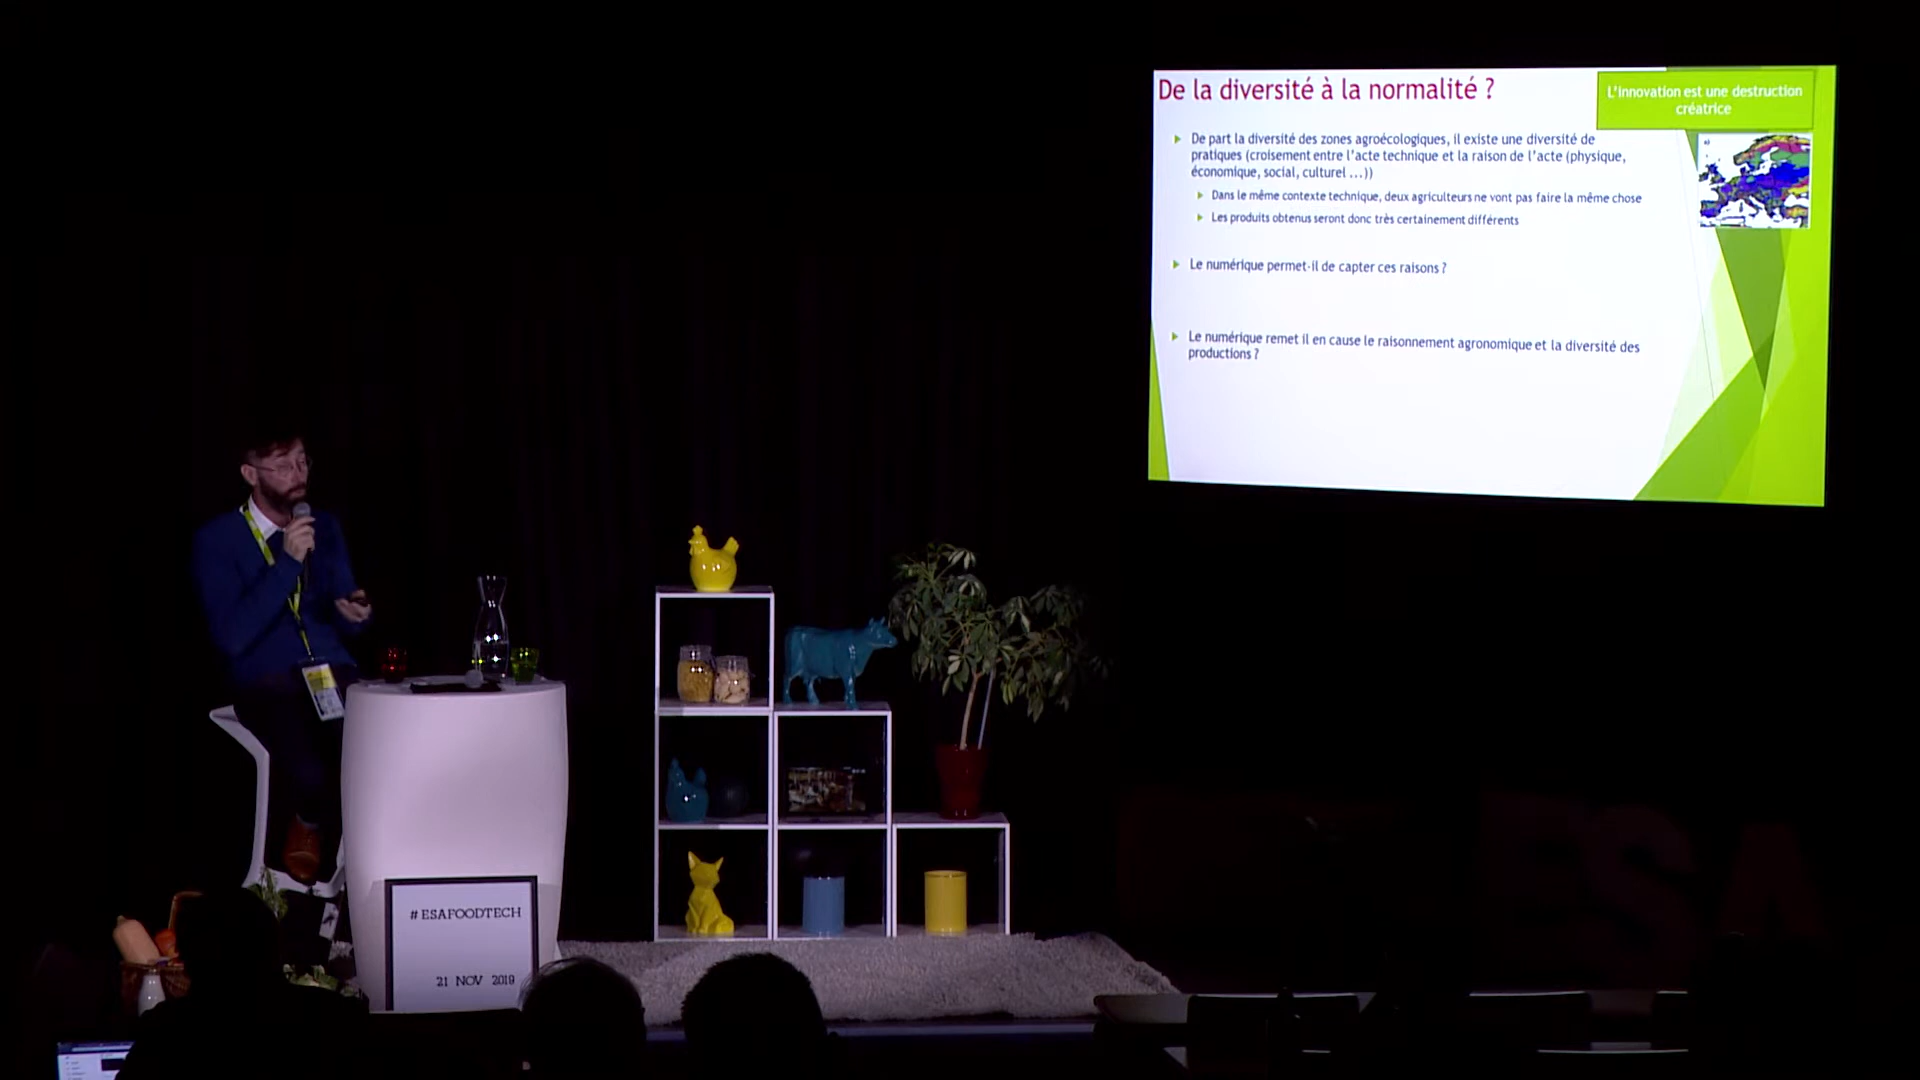 De la diversité à la normalité ?
L'innovation est une destruction
créatrice
De part la diversité des zones agroécologiques, il existe une diversité de
pratiques (croisement entre l'acte technique et la raison de l'acte (physique,
économique, social, culturel ...))
Dans le même contexte technique, deux agriculteurs ne vont pas faire la même chose
Les produits obtenus seront donc très certainement différents
Le numérique permet-il de capter ces raisons ?
Le numérique remet il en cause le raisonnement agronomique et la diversité des
productions ?
#ESAFOODTECH
21 NOV 2019
ESA